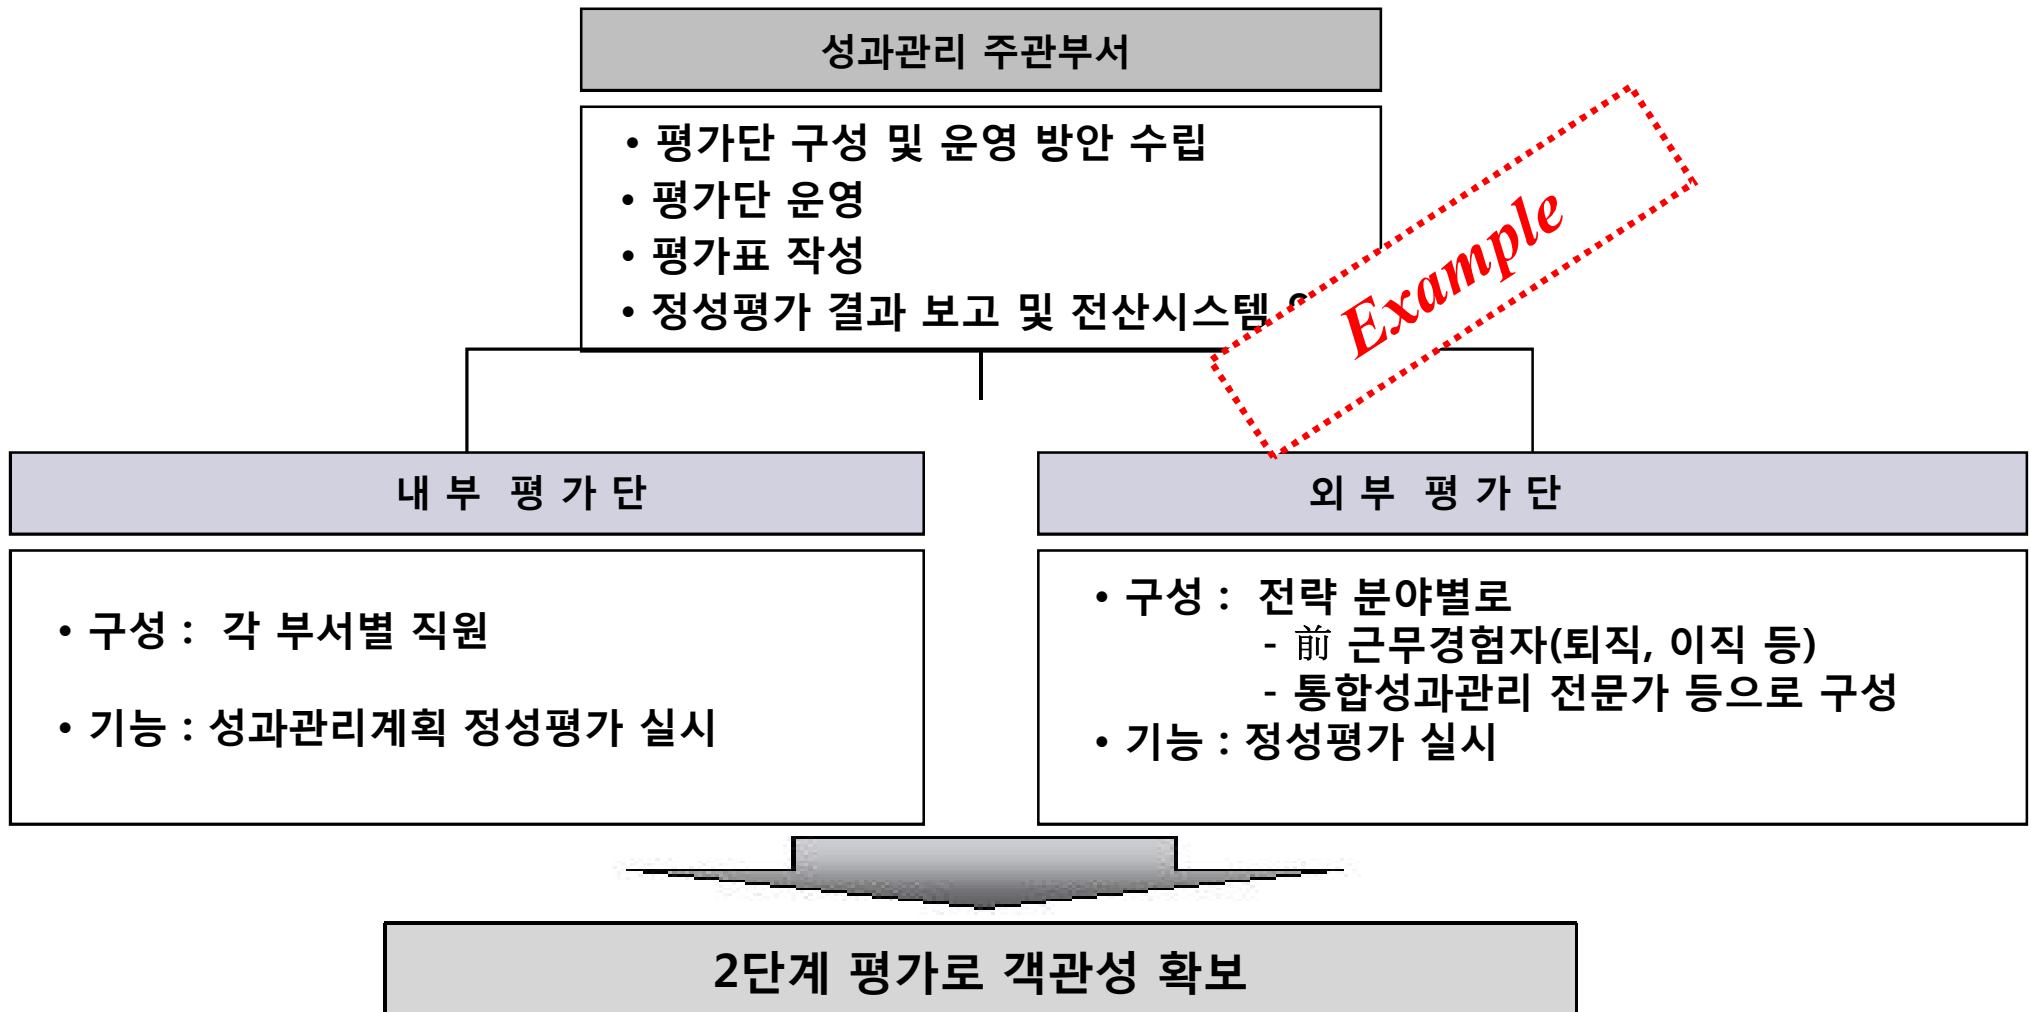 성과관리 주관부서
• 평가단 구성 및 운영 방안 수립
• 평가단 운영
• 평가표 작성
• 정성평가 결과 보고 및 전산시스템
Example
내 부 평 가 단
• 구성 : 각 부서별 직원
• 기능 : 성과관리계획 정성평가 실시
외 부 평 가 단
• 구성 : 전략 분야별로
- 前 근무경험자(퇴직, 이직 등)
- 통합성과관리 전문가 등으로 구성
• 기능 : 정성평가 실시
2단계 평가로 객관성 확보